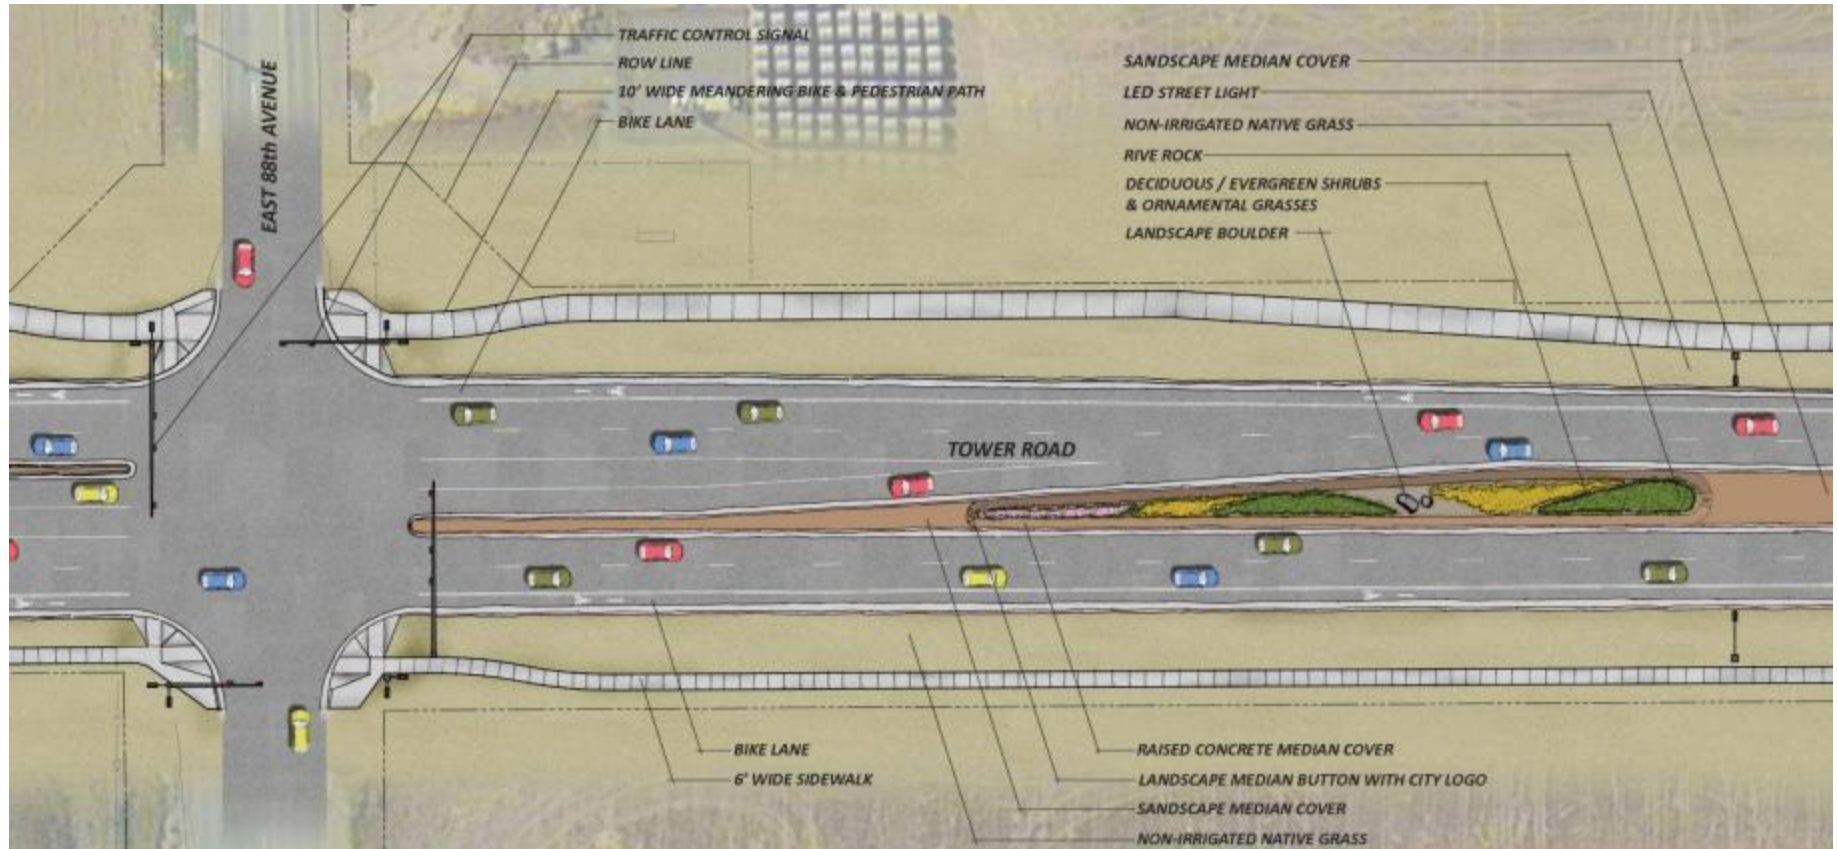 TRAFFIC CONTROL SIGNAL
ROW LINE
10' WIDE MEANDERING BIKE & PEDESTRIAN PATH
BIKE LANE
EAST 88th AVENUE
SANDSCAPE MEDIAN COVER
LED STREET LIGHT
NON-IRRIGATED NATIVE GRASS
RIVE ROCK
DECIDUOUS / EVERGREEN SHRUBS
& ORNAMENTAL GRASSES
LANDSCAPE BOULDER
TOWER ROAD
BIKE LANE
6' WIDE SIDEWALK
RAISED CONCRETE MEDIAN COVER
LANDSCAPE MEDIAN BUTTON WITH CITY LOGO
SANDSCAPE MEDIAN COVER
NON-IRRIGATED NATIVE GRASS